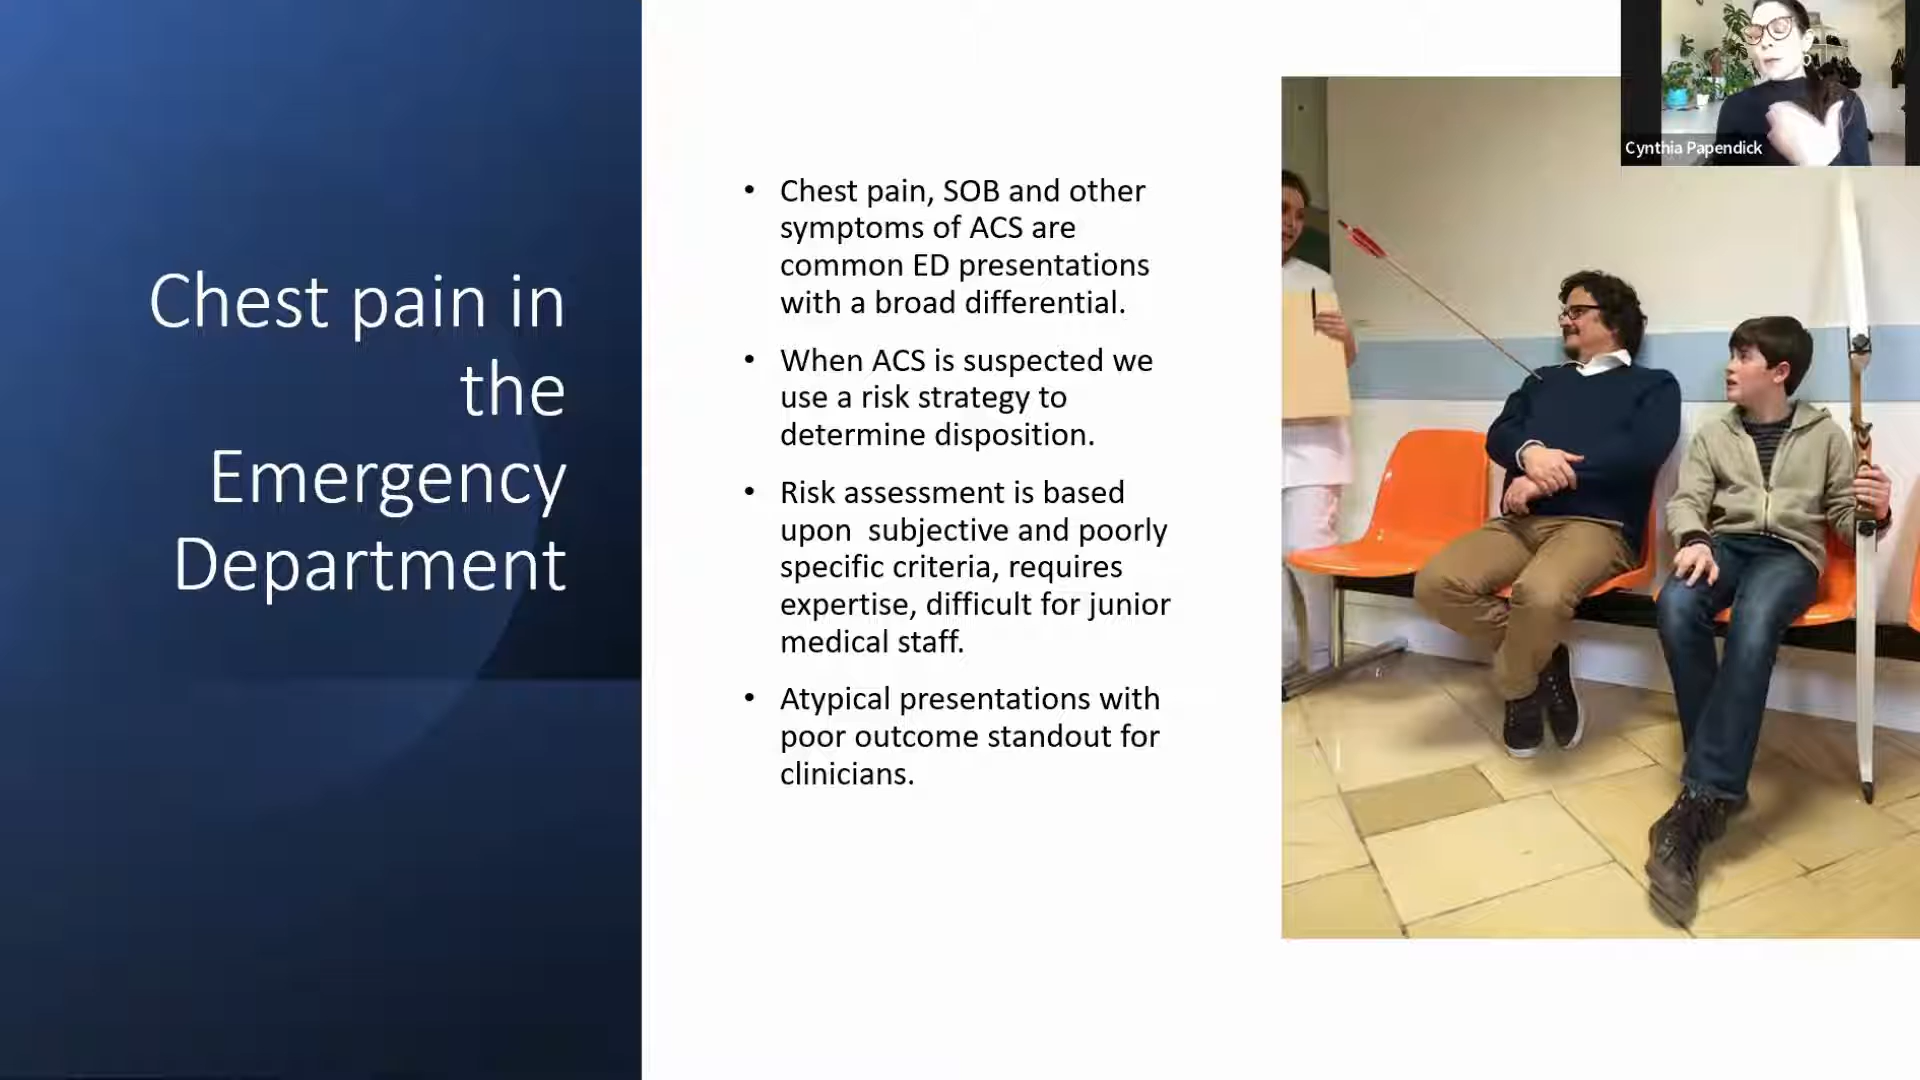 Chest pain in
the
Emergency
Department
• Chest pain, SOB and other
symptoms of ACS are
common ED presentations
with a broad differential.
• When ACS is suspected we
use a risk strategy to
determine disposition.
• Risk assessment is based
upon  subjective and poorly
specific criteria, requires
expertise, difficult for junior
medical staff.
• Atypical presentations with
poor outcome standout for
clinicians.
Cynthia Papendick